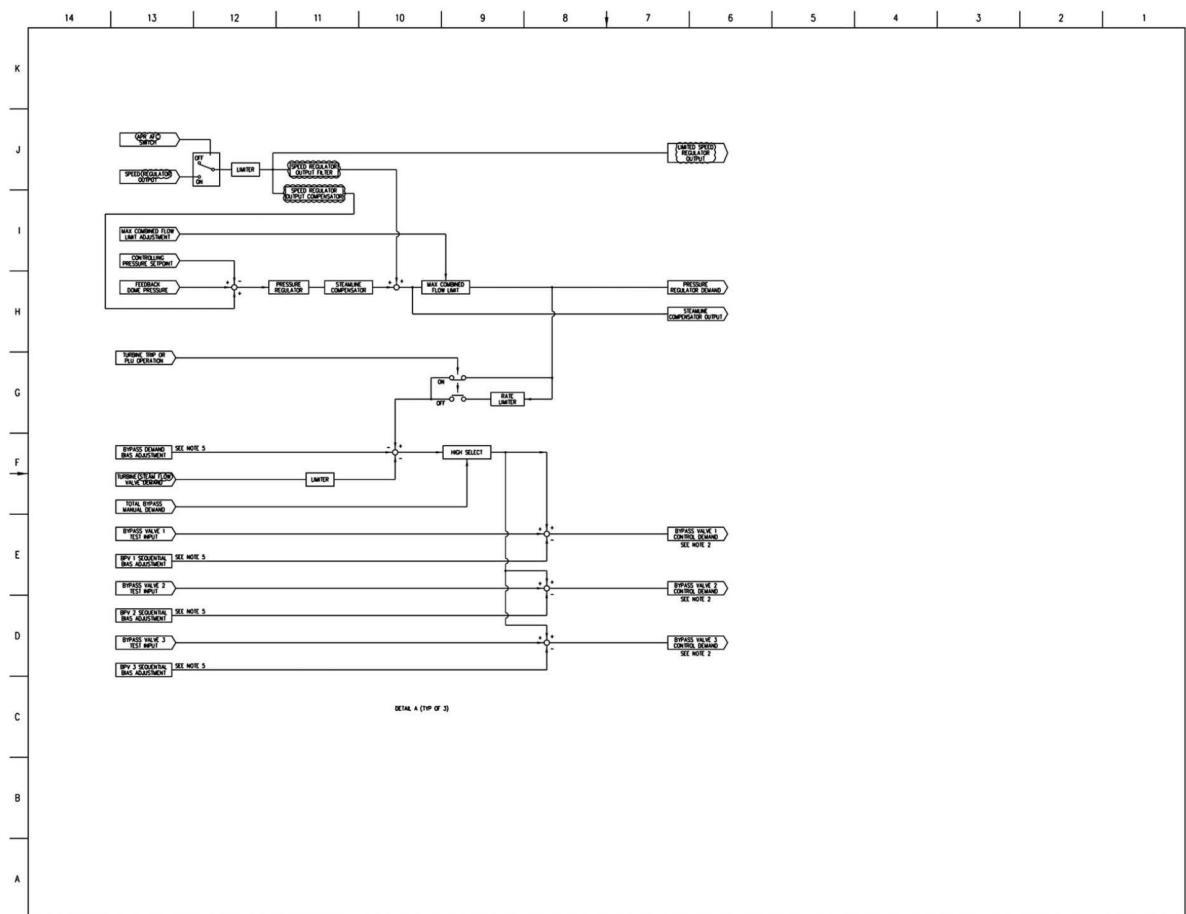 14 13 12 11 10 9 8 7 6 5 4 3 2 1
K
J
I
H
G
F
E
D
C
B
A
(APR AFC)
SWITCH
SPEED(REGULATOR)
OUTPUT
OFF
ON
LIMITER
SPEED REGULATOR
OUTPUT FILTER
SPEED REGULATOR
OUTPUT COMPENSATOR
LIMITED SPEED
REGULATOR
OUTPUT
MAX COMBINED FLOW
LIMIT ADJUSTMENT
CONTROLLING
PRESSURE SETPOINT
FEEDBACK
DOME PRESSURE
+ - +
PRESSURE
REGULATOR
STEAMLINE
COMPENSATOR
+ +
MAX COMBINED
FLOW LIMIT
PRESSURE
REGULATOR DEMAND
STEAMLINE
COMPENSATOR OUTPUT
TURBINE TRIP OR
PLU OPERATION
ON
OFF
RATE
LIMITER
BYPASS DEMAND
BIAS ADJUSTMENT
SEE NOTE 5
- + -
HIGH SELECT
TURBINE(STEAM FLOW)
VALVE DEMAND
LIMITER
TOTAL BYPASS
MANUAL DEMAND
BYPASS VALVE 1
TEST INPUT
+ + -
BYPASS VALVE 1
CONTROL DEMAND
SEE NOTE 2
BPV 1 SEQUENTIAL
BIAS ADJUSTMENT
SEE NOTE 5
BYPASS VALVE 2
TEST INPUT
+ + -
BYPASS VALVE 2
CONTROL DEMAND
SEE NOTE 2
BPV 2 SEQUENTIAL
BIAS ADJUSTMENT
SEE NOTE 5
BYPASS VALVE 3
TEST INPUT
+ + -
BYPASS VALVE 3
CONTROL DEMAND
SEE NOTE 2
BPV 3 SEQUENTIAL
BIAS ADJUSTMENT
SEE NOTE 5
DETAIL A (TYP OF 3)